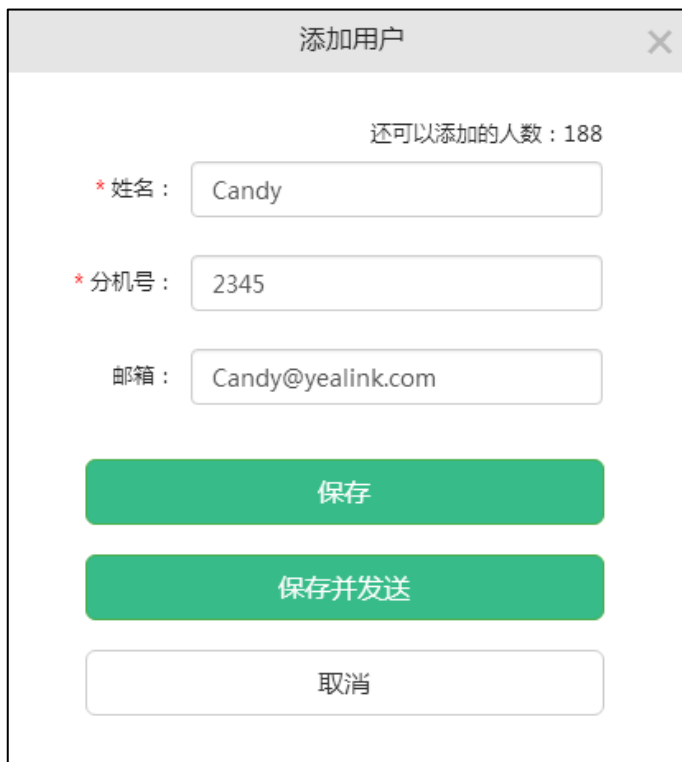 添加用户
还可以添加的人数：188
* 姓名： Candy
* 分机号： 2345
邮箱： Candy@yealink.com
保存
保存并发送
取消